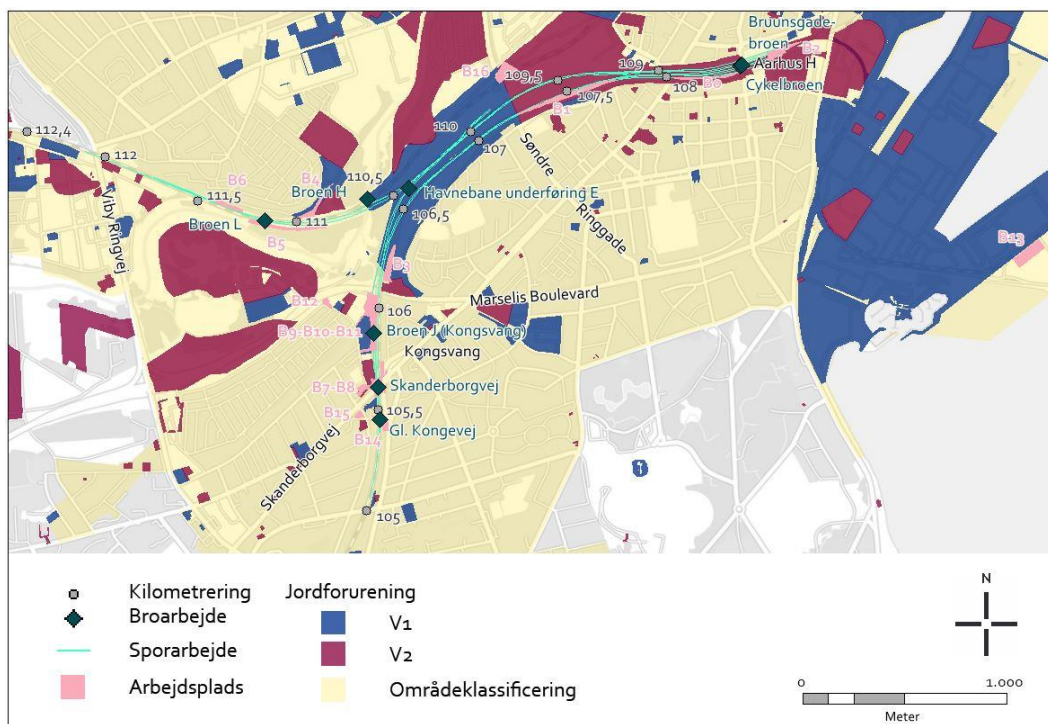 Bruunsgade-
broen
B2
Aarhus H
B16
109,5
109
B0
Cykelbroen
107,5
108
B1
112,4
110
107
Søndre
Ringgade
112
B6
B4
110,5
Broen H
Havnebane underføring E
111,5
111
106,5
Broen L
B5
Viby Ringvej
B13
B3
B12
106
Marselis Boulevard
B9-B10-B11
Broen J (Kongsvang)
Kongsvang
B7-B8
Skanderborgvej
B15
105,5
Gl. Kongevej
B14
Skanderborgvej
105
Kilometrering
Jordforurening
Broarbejde
V1
Sporarbejde
V2
Arbejdsplads
Områdeklassificering
N
0
1.000
Meter